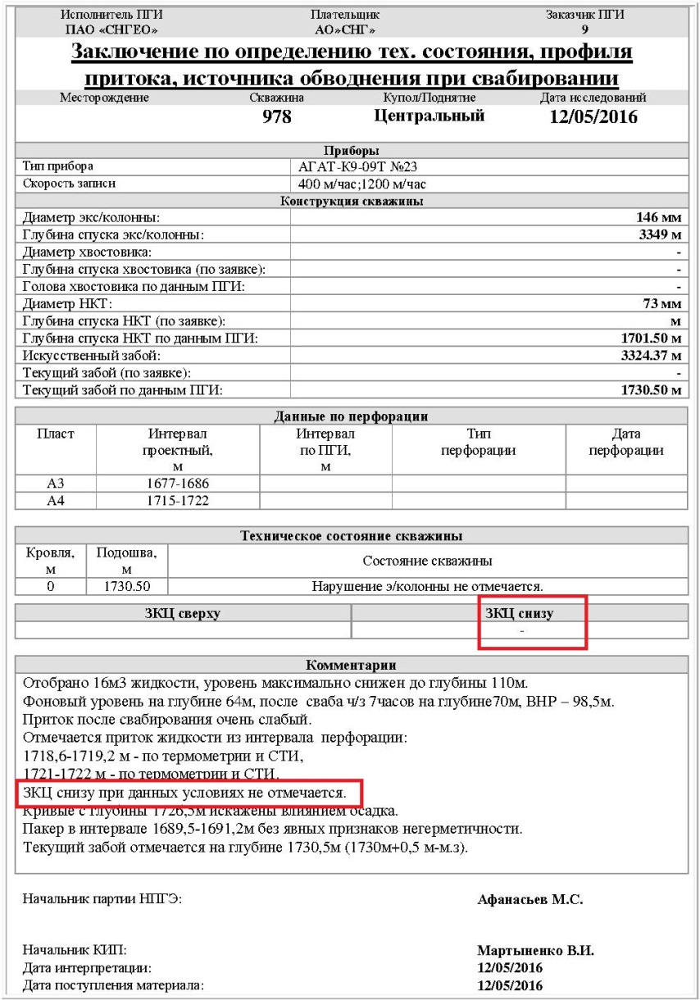 Исполнитель ПГИ Плательщик Заказчик ПГИ
ПАО «СНГЕО» АО»СНГ» 9
Заключение по определению тех. состояния, профиля
притока, источника обводнения при свабировании
Месторождение Скважина Купол/Поднятие Дата исследований
978 Центральный 12/05/2016
Приборы
Тип прибора АГАТ-К9-09Т №23
Скорость записи 400 м/час;1200 м/час
Конструкция скважины
Диаметр экс/колонны: 146 мм
Глубина спуска экс/колонны: 3349 м
Диаметр хвостовика: -
Глубина спуска хвостовика (по заявке): -
Голова хвостовика по данным ПГИ: -
Диаметр НКТ: 73 мм
Глубина спуска НКТ (по заявке): м
Глубина спуска НКТ по данным ПГИ: 1701.50 м
Искусственный забой: 3324.37 м
Текущий забой (по заявке): -
Текущий забой по данным ПГИ: 1730.50 м
Данные по перфорации
Пласт Интервал Интервал Тип Дата
проектный, по ПГИ, перфорации перфорации
м м
А3 1677-1686
А4 1715-1722
Техническое состояние скважины
Кровля, Подошва, Состояние скважины
м м
0 1730.50 Нарушение э/колонны не отмечается.
ЗКЦ сверху ЗКЦ снизу
-
Комментарии
Отобрано 16м3 жидкости, уровень максимально снижен до глубины 110м.
Фоновый уровень на глубине 64м, после сваба ч/з 7часов на глубине70м, ВНР – 98,5м.
Приток после свабирования очень слабый.
Отмечается приток жидкости из интервала перфорации:
1718,6-1719,2 м - по термометрии и СТИ,
1721-1722 м - по термометрии и СТИ.
ЗКЦ снизу при данных условиях не отмечается.
Кривые с глубины 1726,5м искажены влиянием осадка.
Пакер в интервале 1689,5-1691,2м без явных признаков негерметичности.
Текущий забой отмечается на глубине 1730,5м (1730м+0,5 м-м.з).
Начальник партии НПГЭ: Афанасьев М.С.
Начальник КИП: Мартыненко В.И.
Дата интерпретации: 12/05/2016
Дата поступления материала: 12/05/2016